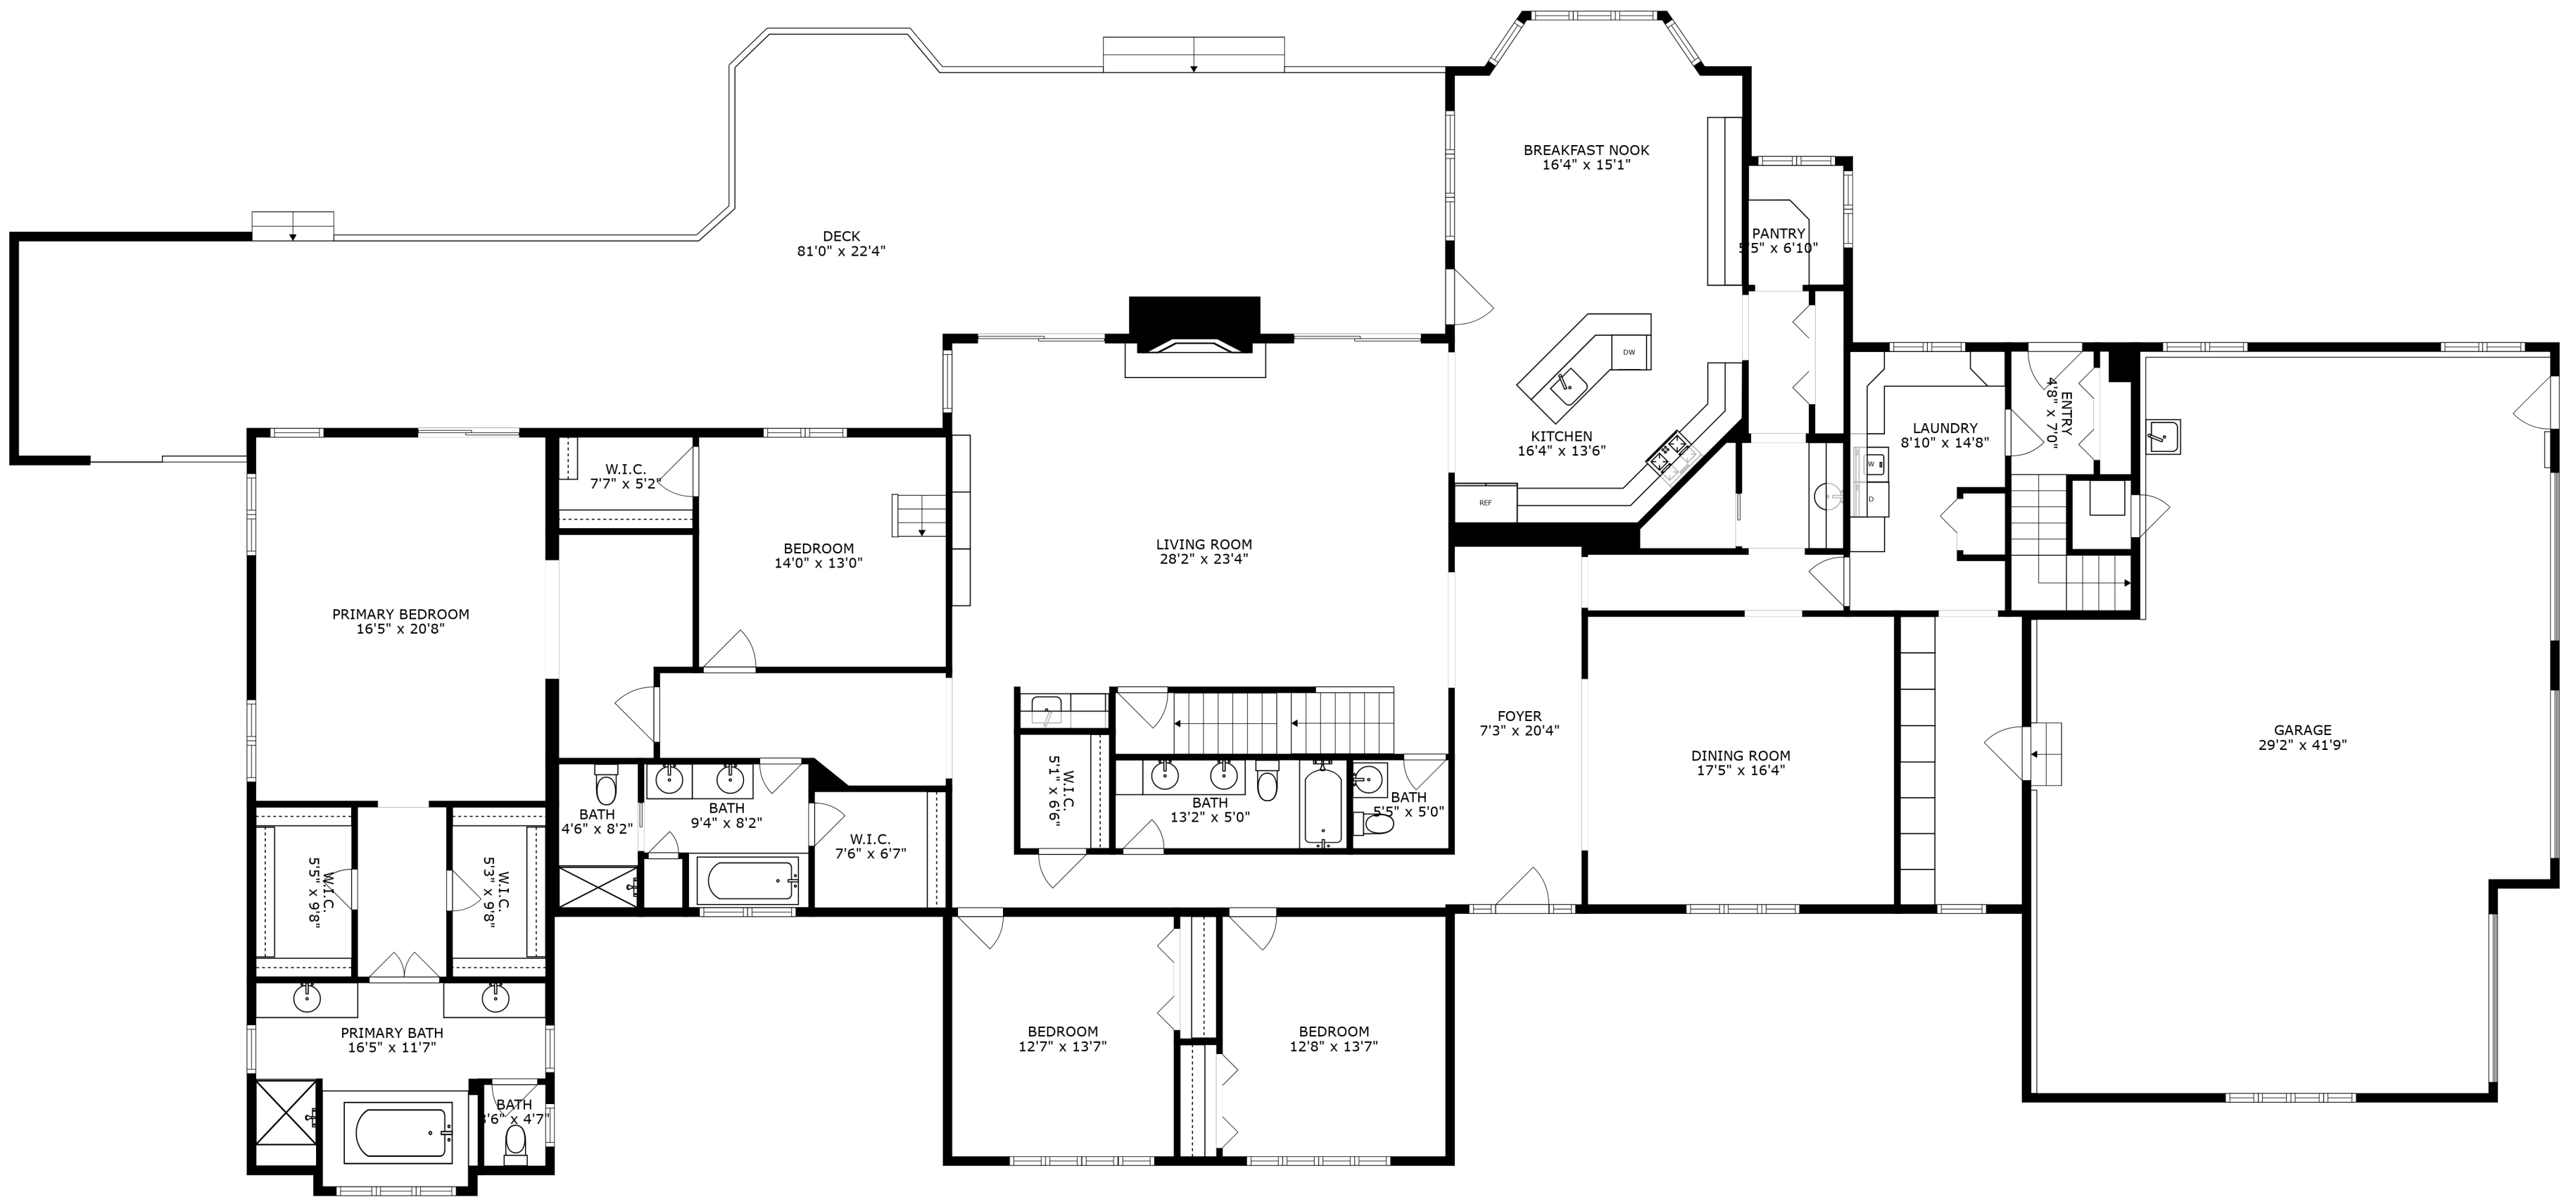 BREAKFAST NOOK
16'4" x 15'1"
DECK
81'0" x 22'4"
PANTRY
5'5" x 6'10"
DW
KITCHEN
16'4" x 13'6"
REF
LAUNDRY
8'10" x 14'8"
W
D
ENTRY
4'8" x 7'0"
W.I.C.
7'7" x 5'2"
BEDROOM
14'0" x 13'0"
LIVING ROOM
28'2" x 23'4"
PRIMARY BEDROOM
16'5" x 20'8"
FOYER
7'3" x 20'4"
DINING ROOM
17'5" x 16'4"
GARAGE
29'2" x 41'9"
BATH
4'6" x 8'2"
BATH
9'4" x 8'2"
W.I.C.
7'6" x 6'7"
W.I.C.
5'1" x 6'6"
BATH
13'2" x 5'0"
BATH
5'5" x 5'0"
W.I.C.
5'5" x 9'8"
W.I.C.
5'3" x 9'8"
PRIMARY BATH
16'5" x 11'7"
BATH
x 4'7"
BEDROOM
12'7" x 13'7"
BEDROOM
12'8" x 13'7"